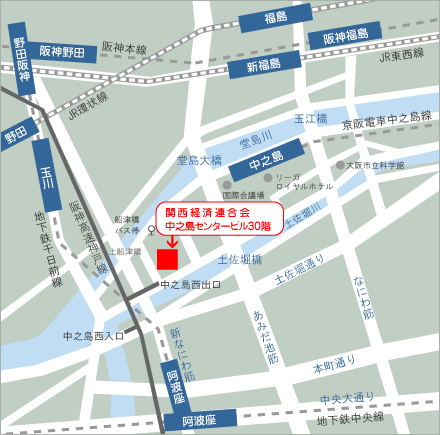 福島
野田阪神
阪神野田
阪神本線
阪神福島
JR東西線
新福島
JR環状線
野田
玉江橋
堂島川
京阪電車中之島線
玉川
堂島大橋
中之島
大阪市立科学館
リーガ
ロイヤルホテル
国際会議場
地下鉄千日前線
阪神高速神戸線
船津橋
バス停
関西経済連合会
中之島センタービル30階
土佐堀川
上船津橋
土佐堀橋
土佐堀通り
中之島西出口
なにわ筋
あみだ池筋
中之島西入口
新なにわ筋
本町通り
阿波座
中央大通り
阿波座
地下鉄中央線